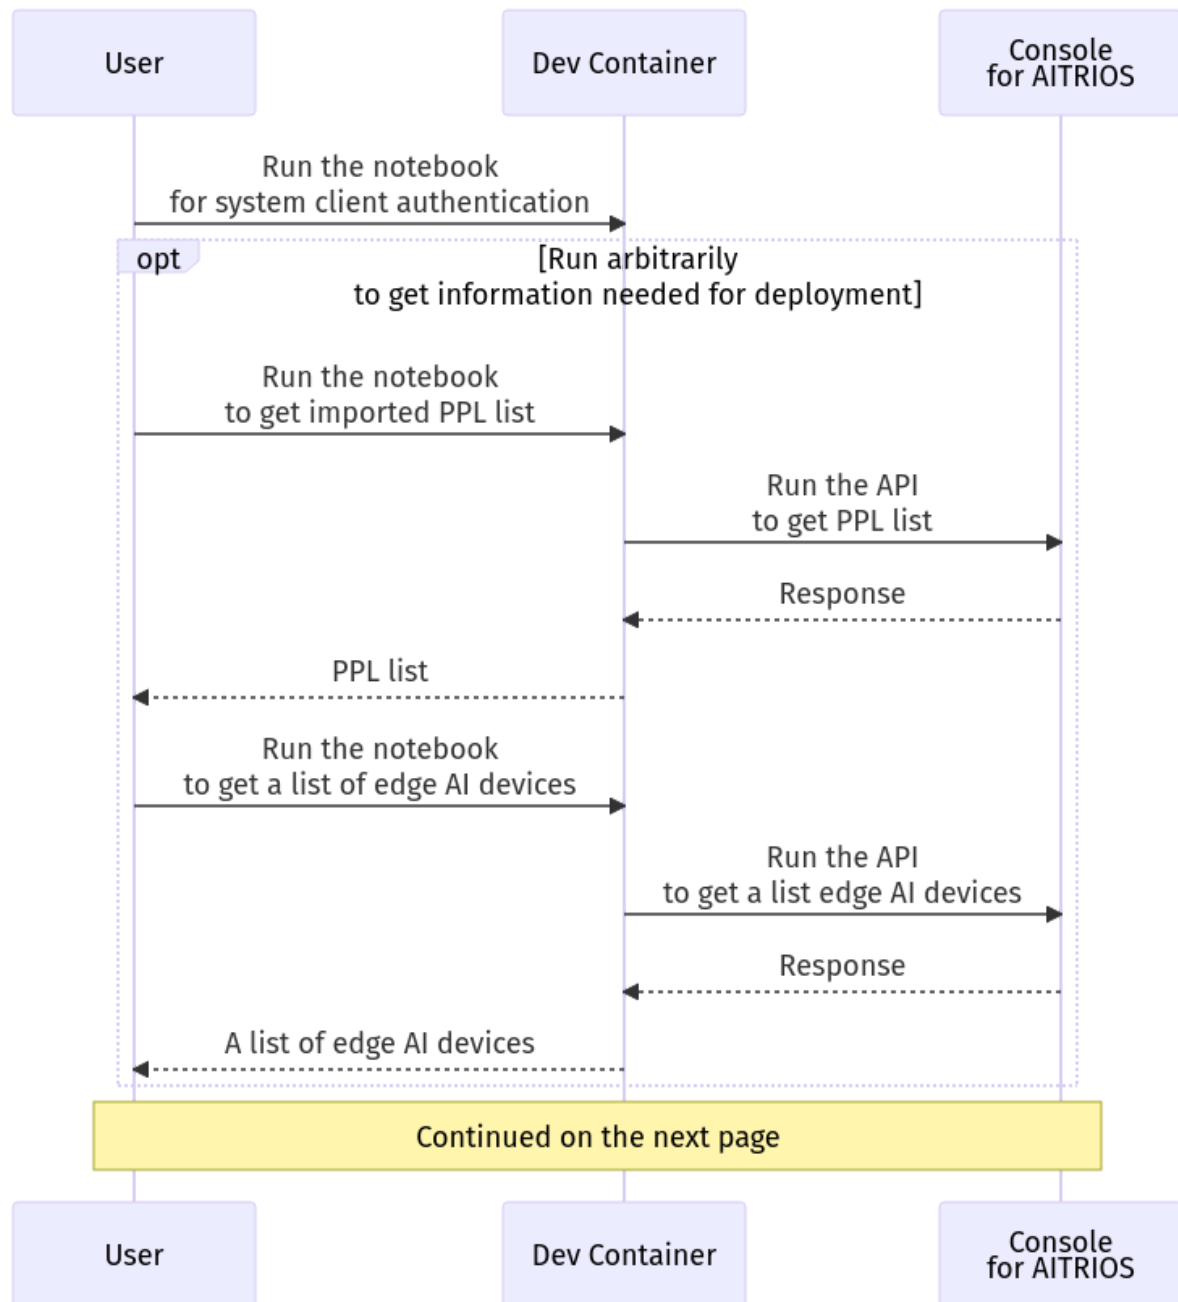 User
Dev Container
Console
for AITRIOS
Run the notebook
for system client authentication
opt
[Run arbitrarily
to get information needed for deployment]
Run the notebook
to get imported PPL list
Run the API
to get PPL list
Response
PPL list
Run the notebook
to get a list of edge AI devices
Run the API
to get a list edge AI devices
Response
A list of edge AI devices
Continued on the next page
User
Dev Container
Console
for AITRIOS